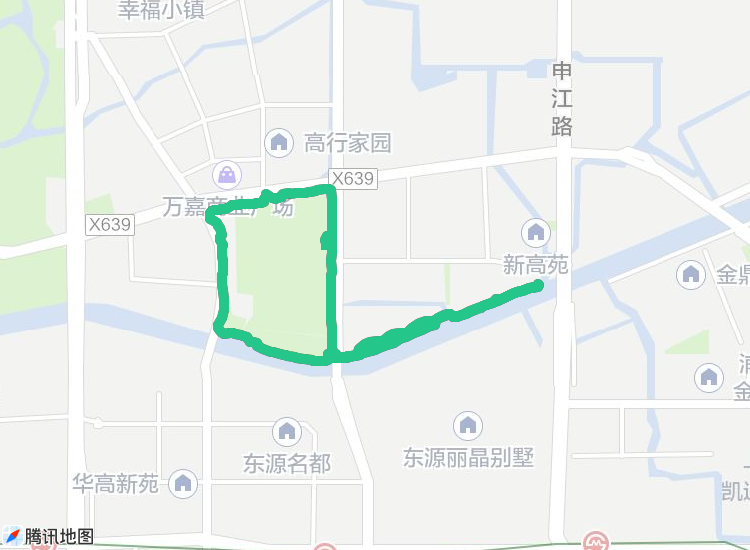 幸福小镇
申江路
高行家园
X639
万嘉商业广场
X639
新高苑
金鼎
浦
金
东源名都
东源丽晶别墅
华高新苑
凯迪
腾讯地图